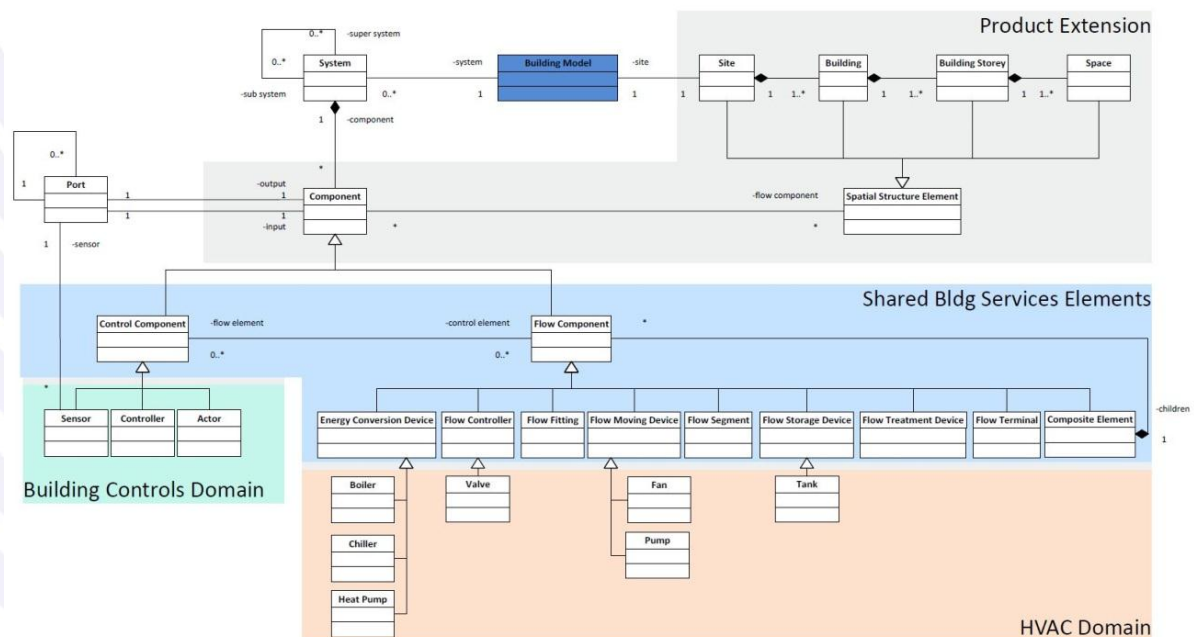 Product Extension
0..*
-super system
0..*
System
-system
Building Model
-site
Site
Building
Building Storey
Space
-sub system
0..*
1
1
1
1
1..*
1
1..*
1
1..*
1
-component
0..*
*
1
Port
1
-output
1
Component
-flow component
Spatial Structure Element
1
1
-input
*
*
1
-sensor
Shared Bldg Services Elements
Control Component
-flow element
-control element
Flow Component
*
0..*
0..*
*
Sensor
Controller
Actor
Energy Conversion Device
Flow Controller
Flow Fitting
Flow Moving Device
Flow Segment
Flow Storage Device
Flow Treatment Device
Flow Terminal
Composite Element
-children
1
Building Controls Domain
Boiler
Valve
Fan
Tank
Chiller
Pump
Heat Pump
HVAC Domain